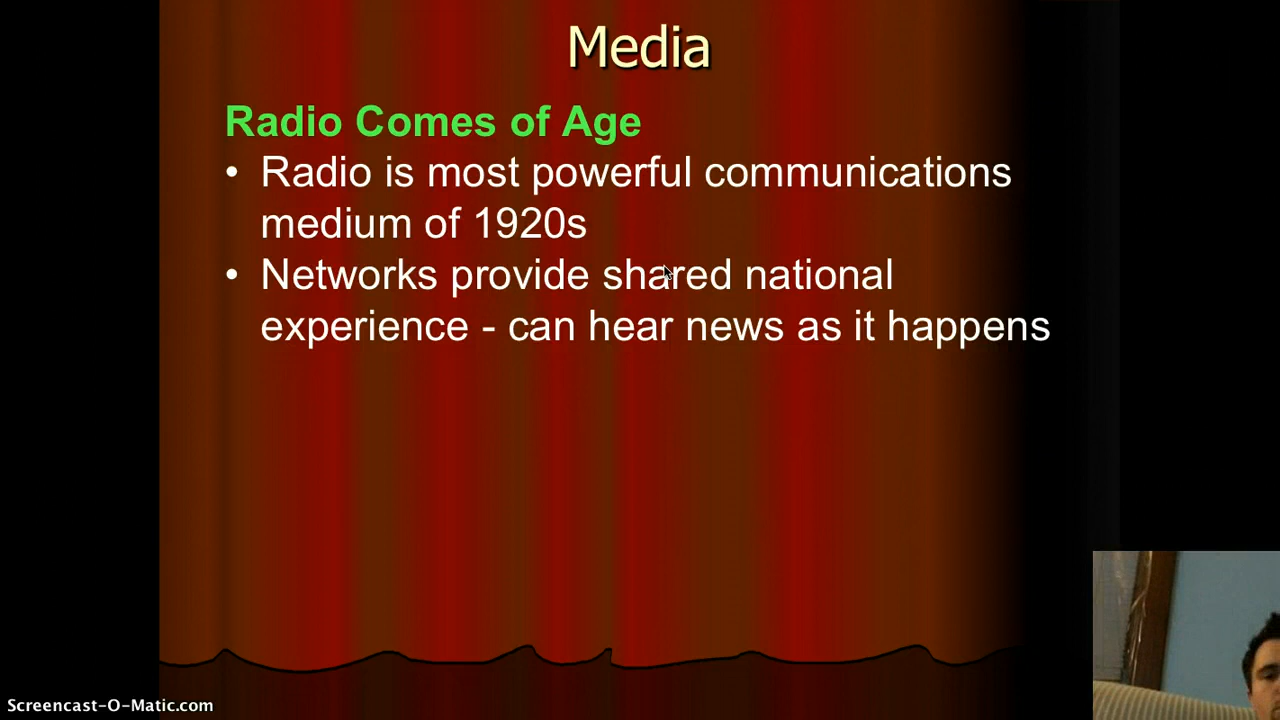 Media
Radio Comes of Age
• Radio is most powerful communications
medium of 1920s
• Networks provide shared national
experience - can hear news as it happens
Screencast-O-Matic.com